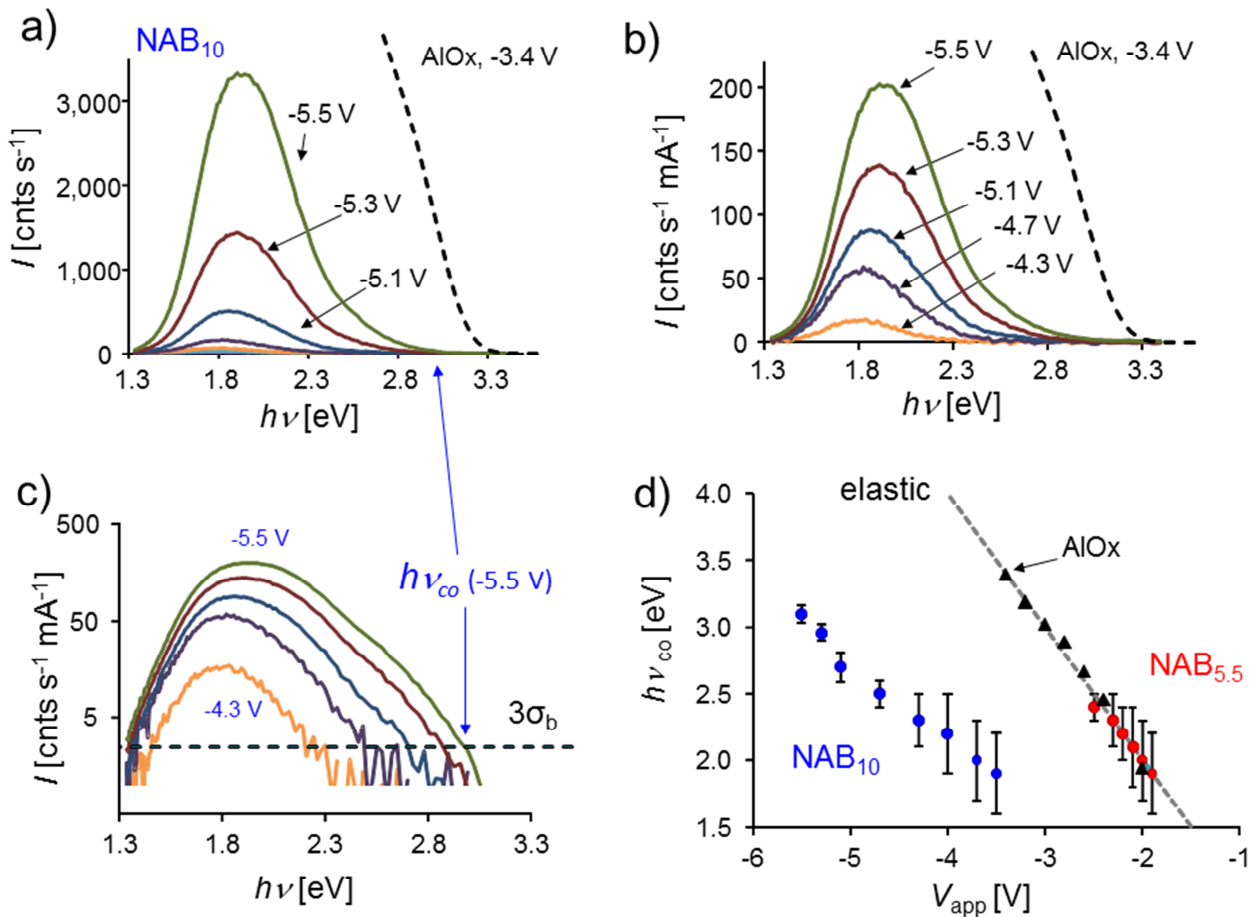 a)
NAB10
AlOx, -3.4 V
-5.5 V
-5.3 V
-5.1 V
3,000
2,000
1,000
0
I [cnts s-1]
1.3 1.8 2.3 2.8 3.3
hν [eV]
b)
-5.5 V
AlOx, -3.4 V
-5.3 V
-5.1 V
-4.7 V
-4.3 V
200
150
100
50
0
I [cnts s-1 mA-1]
1.3 1.8 2.3 2.8 3.3
hν [eV]
c)
500
50
5
I [cnts s-1 mA-1]
-5.5 V
-4.3 V
hνco (-5.5 V)
3σb
1.3 1.8 2.3 2.8 3.3
hν [eV]
d)
elastic
AlOx
NAB5.5
NAB10
4.0
3.5
3.0
2.5
2.0
1.5
hνco [eV]
-6 -5 -4 -3 -2 -1
Vapp [V]